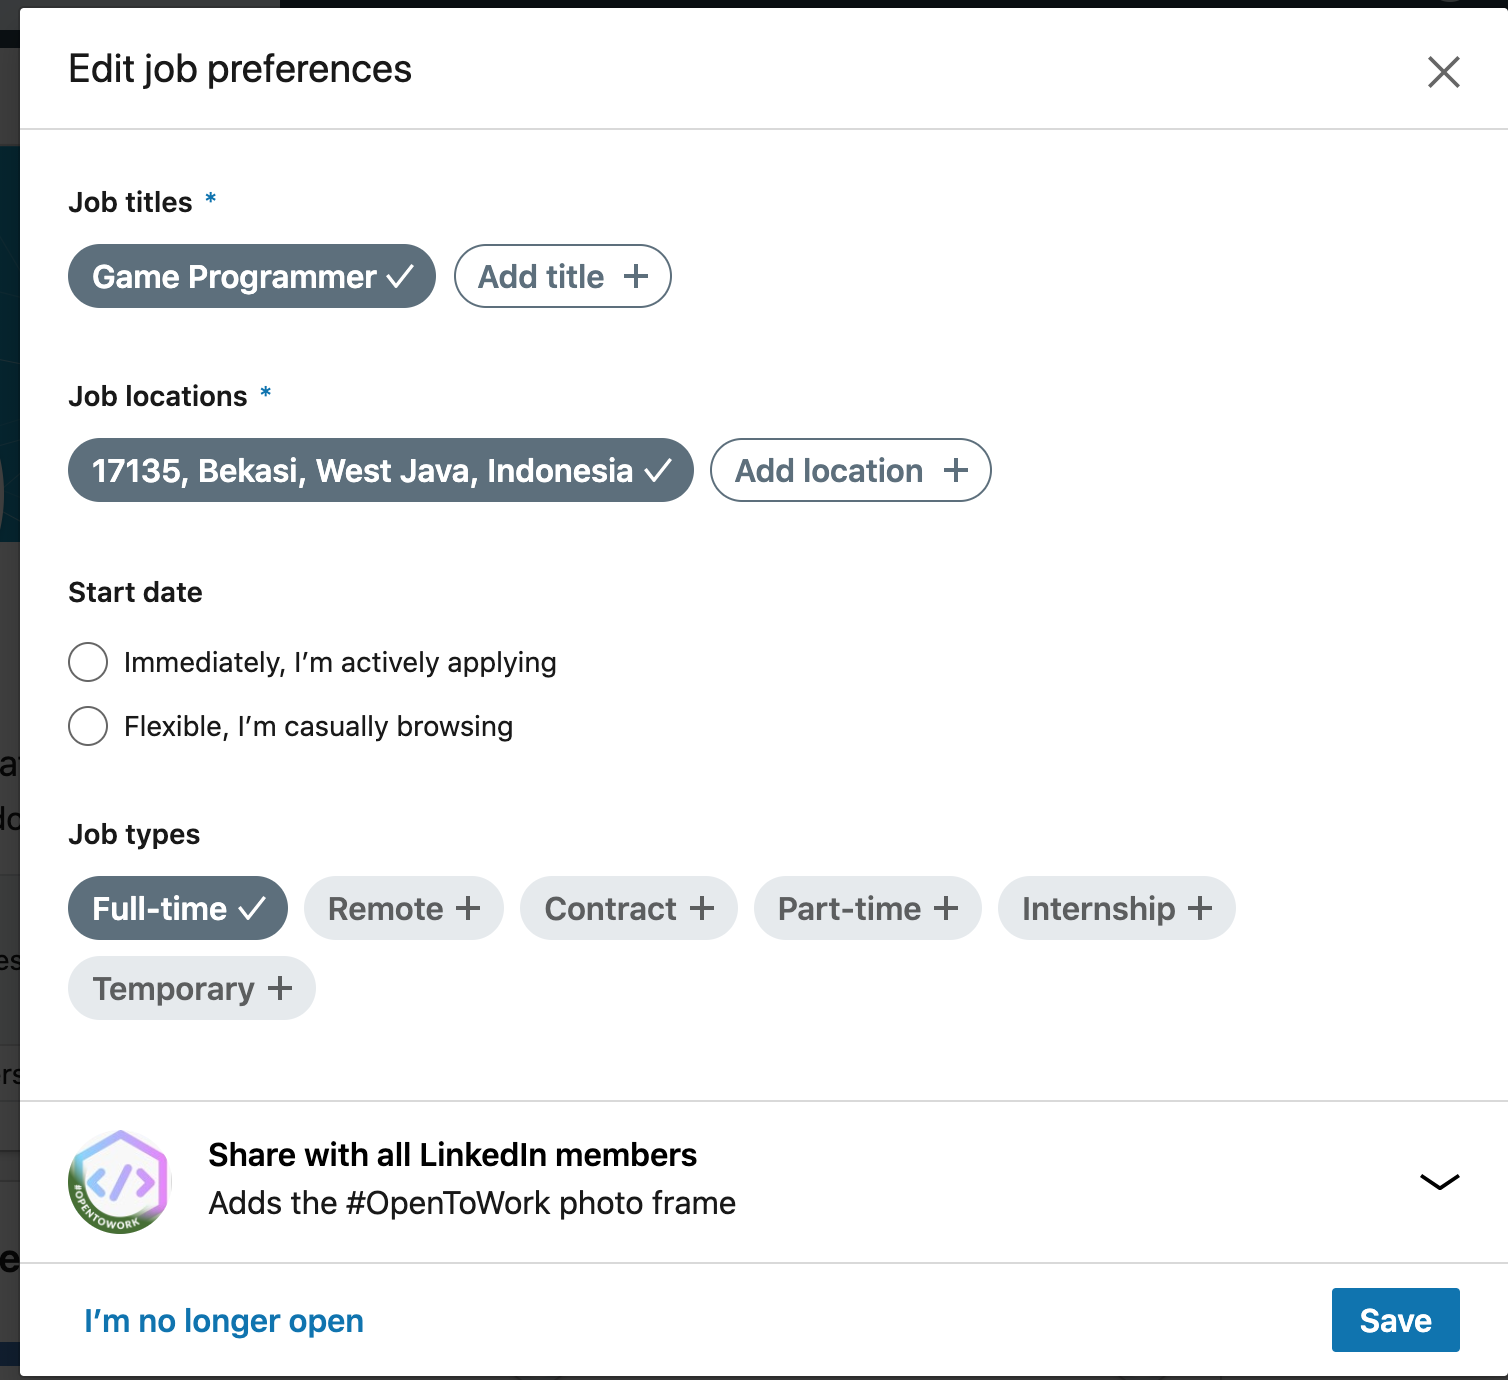 Edit job preferences
Job titles *
Game Programmer
Add title +
Job locations *
17135, Bekasi, West Java, Indonesia
Add location +
Start date
Immediately, I’m actively applying
Flexible, I’m casually browsing
Job types
Full-time
Remote +
Contract +
Part-time +
Internship +
Temporary +
Share with all LinkedIn members
Adds the #OpenToWork photo frame
</>
#OPENTOWORK
I’m no longer open
Save